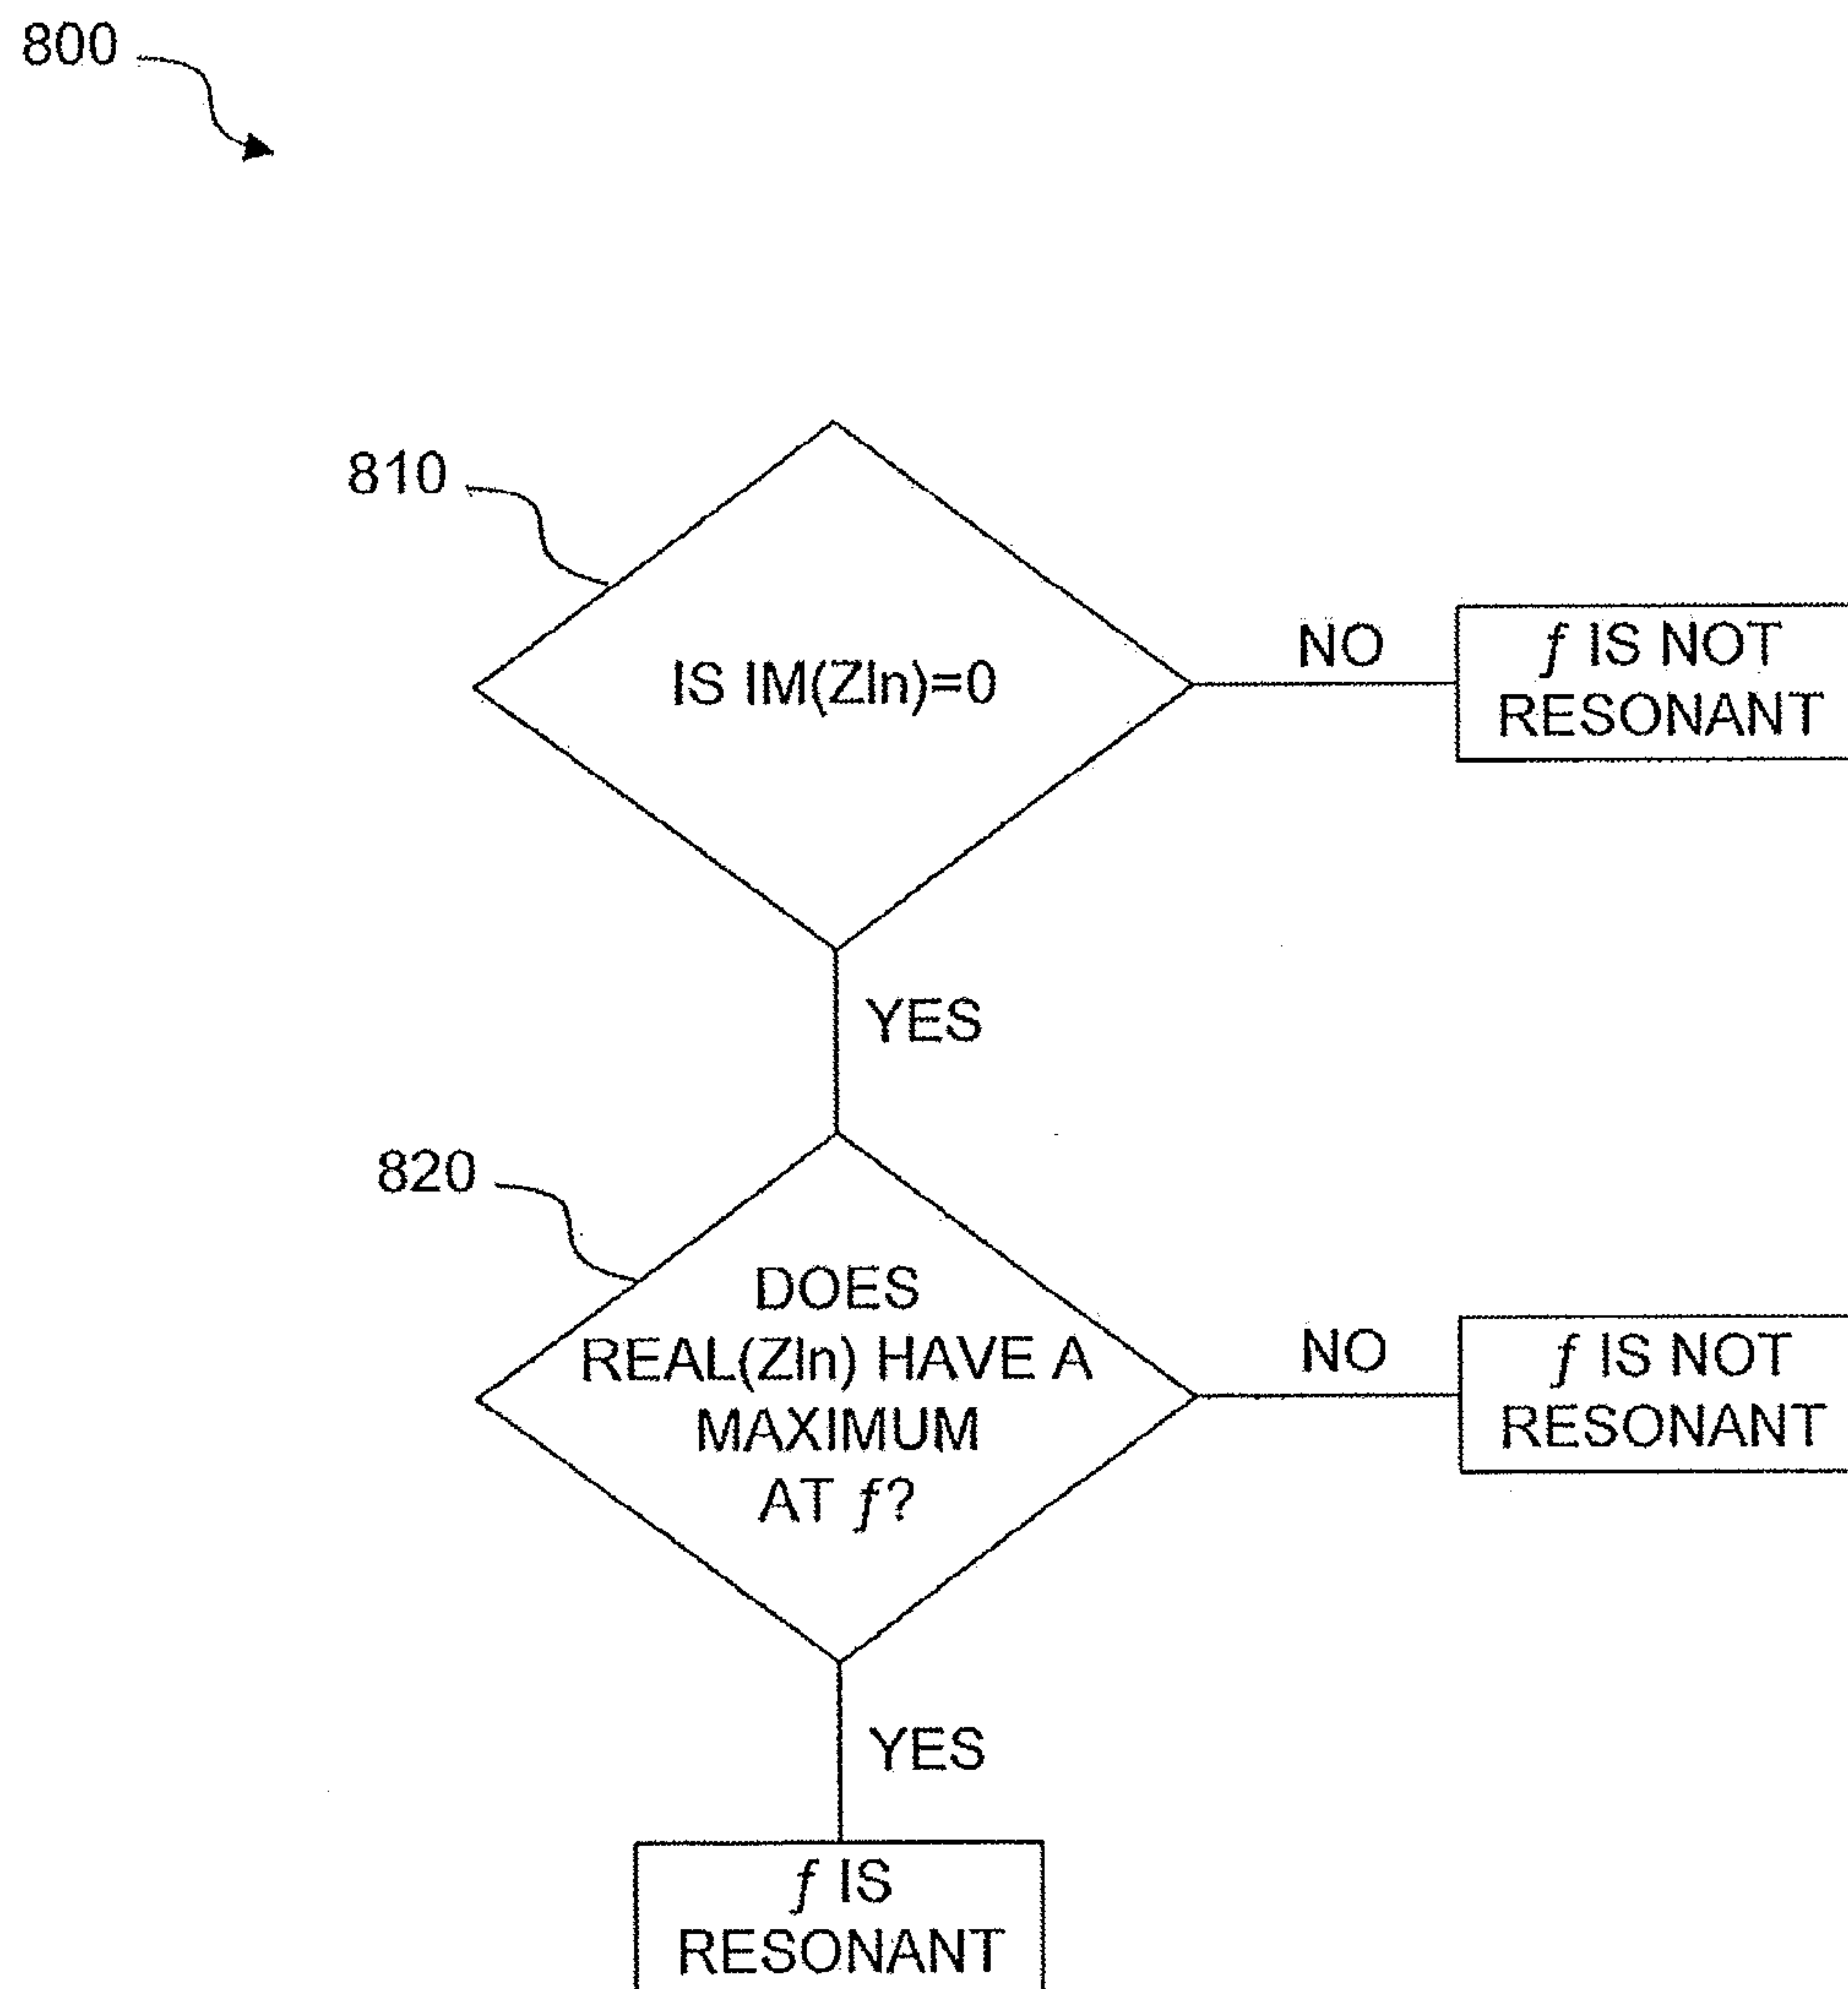 800
810
IS IM(ZIn)=0
NO
ƒ IS NOT
RESONANT
YES
820
DOES
REAL(ZIn) HAVE A
MAXIMUM
AT ƒ?
NO
ƒ IS NOT
RESONANT
YES
ƒ IS
RESONANT